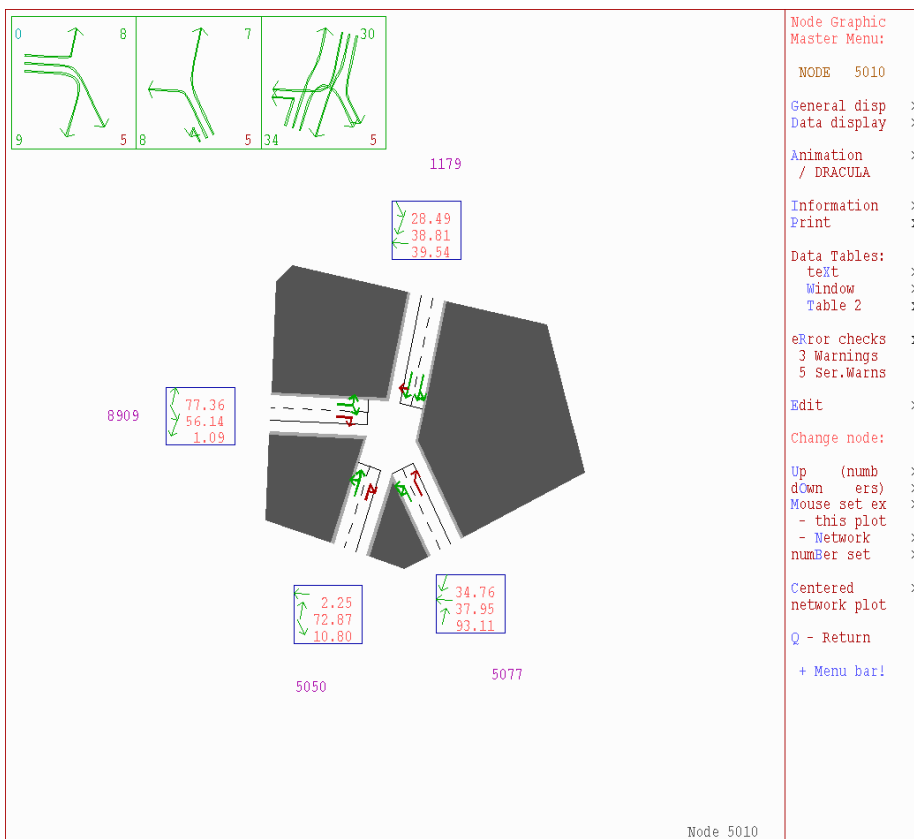 0 8 7 30
9 5 8 5 34 5
1179
28.49
38.81
39.54
8909
77.36
56.14
1.09
2.25
72.87
10.80
34.76
37.95
93.11
5050
5077
Node 5010
Node Graphic
Master Menu:
NODE 5010
General disp >
Data display >
Animation >
/ DRACULA
Information >
Print >
Data Tables:
teXt >
Window >
Table 2 >
eRror checks >
3 Warnings
5 Ser.Warns
Edit >
Change node:
Up (numb >
dOwn ers) >
Mouse set ex >
- this plot
- Network >
numBer set >
Centered >
network plot
Q - Return
+ Menu bar!